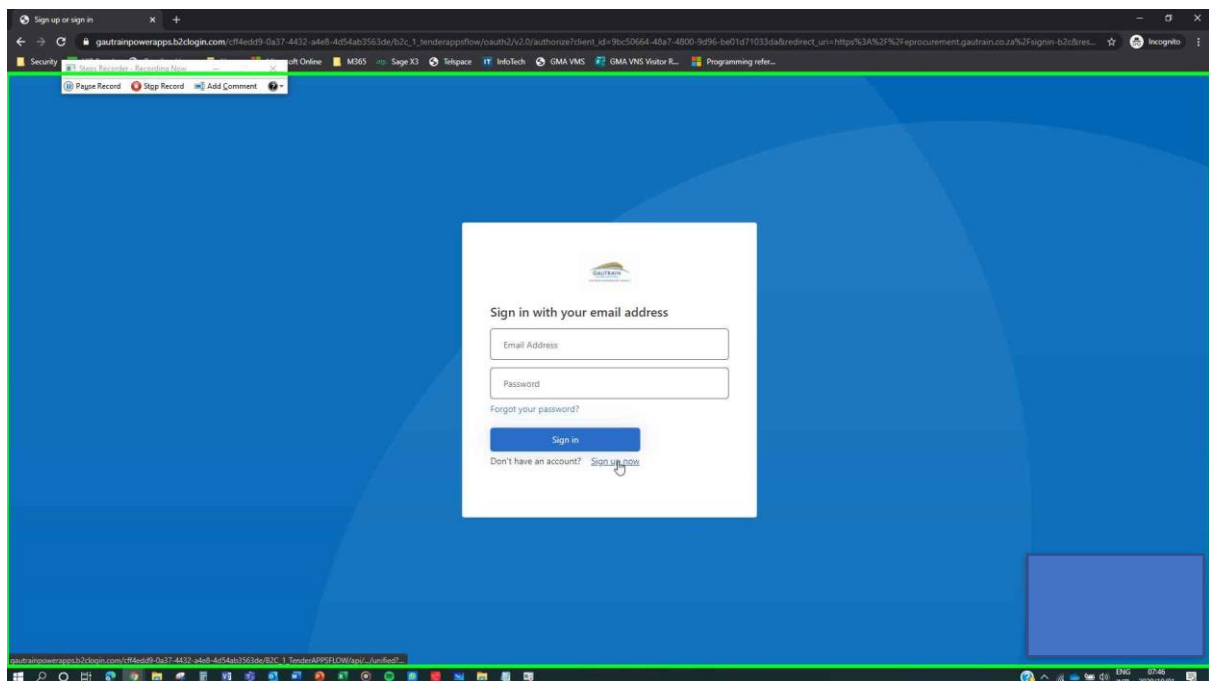 Sign up or sign in
gautrainpowerapps.b2clogin.com/cff4edd9-0a37-4432-a4e8-4d54ab3563de/b2c_1_tenderappsflow/oauth2/v2.0/authorize?client_id=9bc50664-48a7-4800-9d96-be01d71033da&redirect_uri=https%3A%2F%2Feprocurement.gautrain.co.za%2Fsignin-b2c&res...
Incognito
Security
oft Online M365 Sage X3 Telspace IT InfoTech GMA VMS GMA VNS Visitor R... Programming refer...
Steps Recorder - Recording Now
Pause Record Stop Record Add Comment
GAUTRAIN
Sign in with your email address
Email Address
Password
Forgot your password?
Sign in
Don't have an account? Sign up now
gautrainpowerapps.b2clogin.com/cff4edd9-0a37-4432-a4e8-4d54ab3563de/B2C_1_TenderAPPSFLOW/api/.../unified?...
ENG 07:46